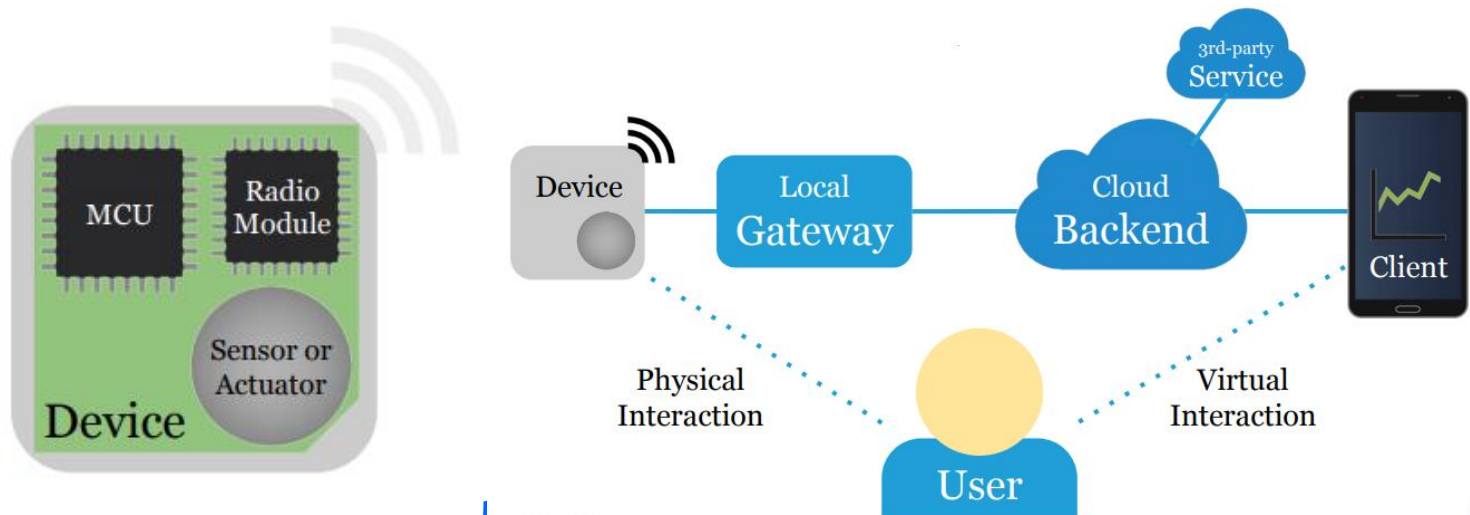 MCU
Radio
Module
Sensor or
Actuator
Device
3rd-party
Service
Device
Local
Gateway
Cloud
Backend
Client
Physical
Interaction
Virtual
Interaction
User